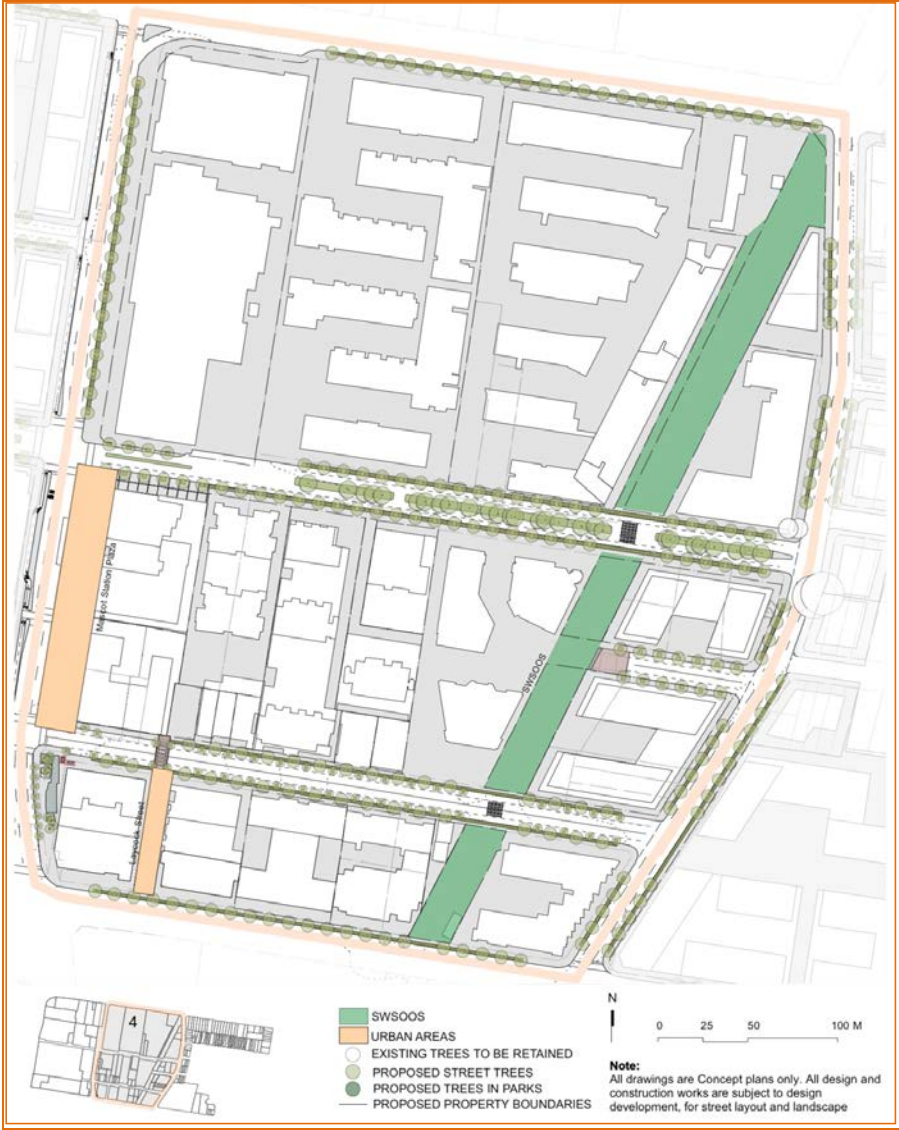 Mascot Station Plaza
SWSOOS
Laycock Street
4
SWSOOS
URBAN AREAS
EXISTING TREES TO BE RETAINED
PROPOSED STREET TREES
PROPOSED TREES IN PARKS
PROPOSED PROPERTY BOUNDARIES
N
0 25 50 100 M
Note:
All drawings are Concept plans only. All design and
construction works are subject to design
development, for street layout and landscape